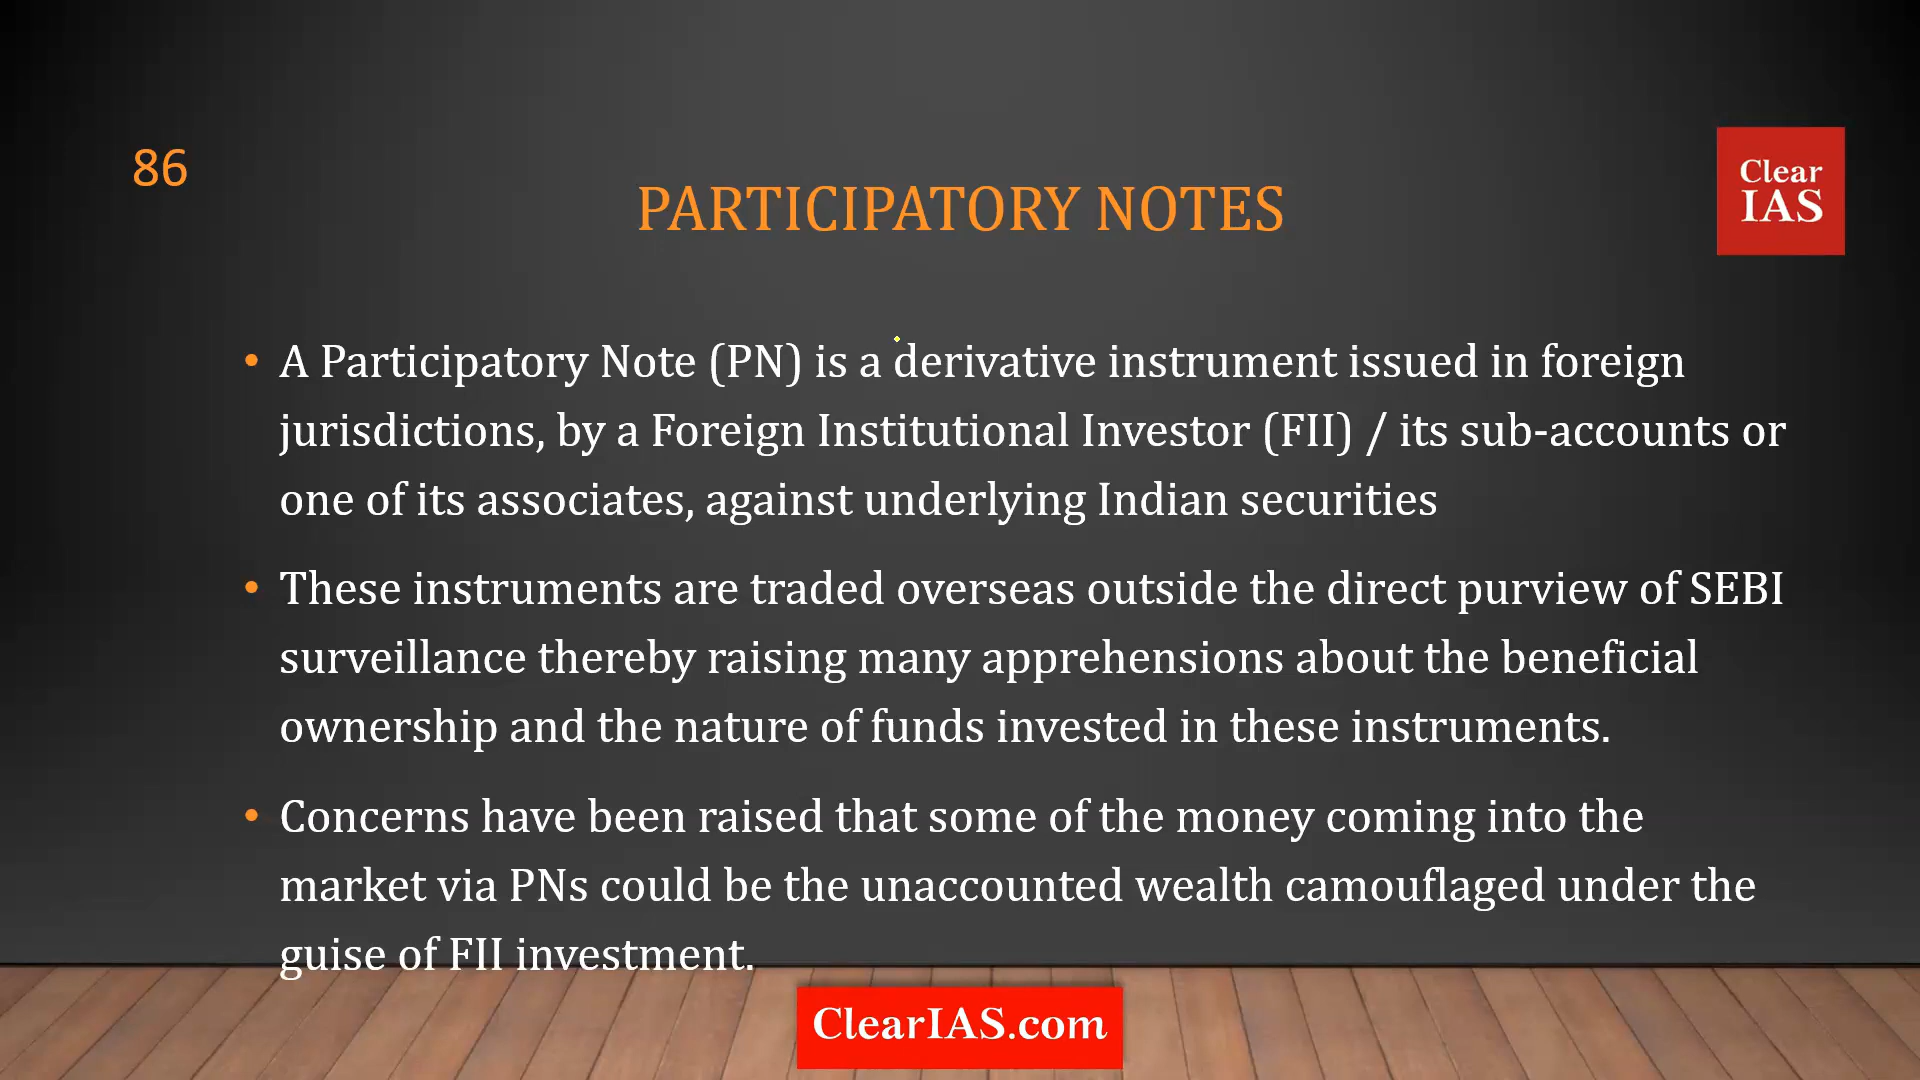 86
Clear
IAS
PARTICIPATORY NOTES
• A Participatory Note (PN) is a derivative instrument issued in foreign
jurisdictions, by a Foreign Institutional Investor (FII) / its sub-accounts or
one of its associates, against underlying Indian securities
• These instruments are traded overseas outside the direct purview of SEBI
surveillance thereby raising many apprehensions about the beneficial
ownership and the nature of funds invested in these instruments.
• Concerns have been raised that some of the money coming into the
market via PNs could be the unaccounted wealth camouflaged under the
guise of FII investment.
ClearIAS.com